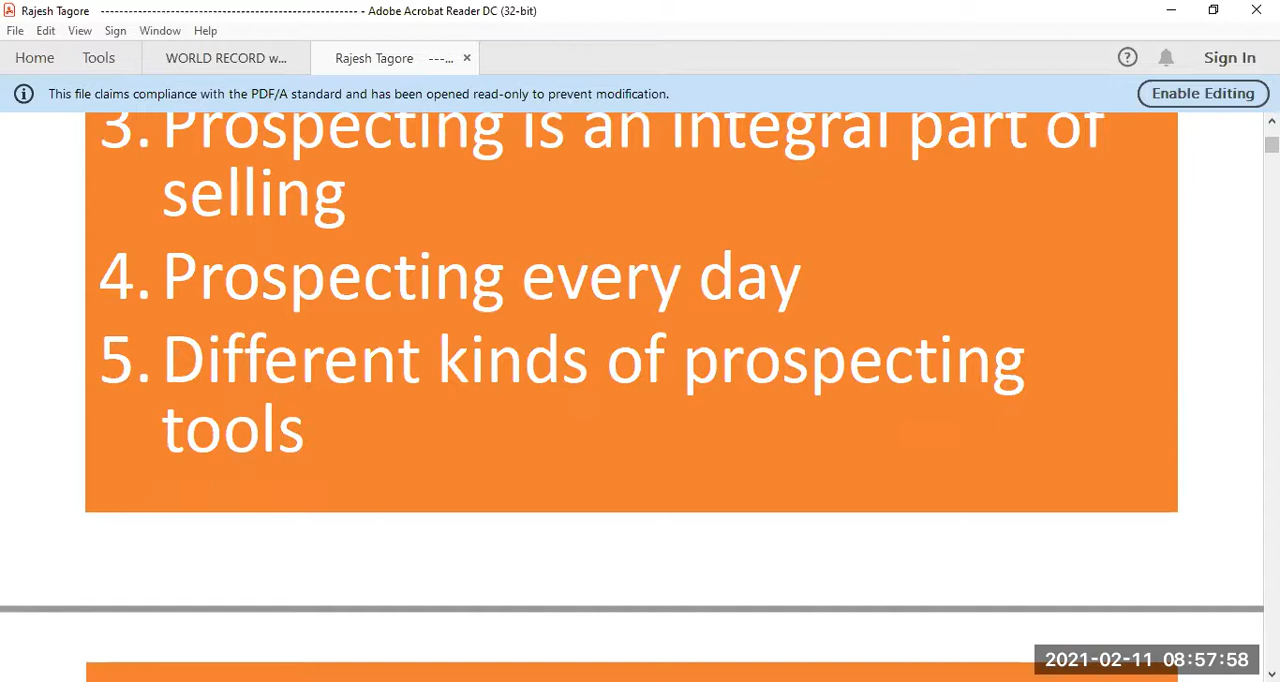 Rajesh Tagore ---------------------------------------------------- - Adobe Acrobat Reader DC (32-bit)
File Edit View Sign Window Help
Home Tools WORLD RECORD w... Rajesh Tagore ---... × Sign In
This file claims compliance with the PDF/A standard and has been opened read-only to prevent modification. Enable Editing
3. Prospecting is an integral part of
selling
4. Prospecting every day
5. Different kinds of prospecting
tools
2021-02-11 08:57:58